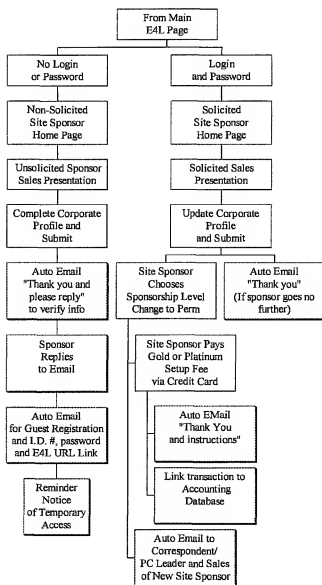 From Main
E4L Page
No Login
or Password
Login
and Password
Non-Solicited
Site Sponsor
Home Page
Solicited
Site Sponsor
Home Page
Unsolicited Sponsor
Sales Presentation
Solicited Sales
Presentation
Complete Corporate
Profile and
Submit
Update Corporate
Profile
and Submit
Auto Email
"Thank you and
please reply"
to verify info
Site Sponsor
Chooses
Sponsorship Level
Change to Perm
Auto Email
"Thank you"
(If sponsor goes no
further)
Sponsor
Replies
to Email
Site Sponsor Pays
Gold or Platinum
Setup Fee
via Credit Card
Auto Email
for Guest Registration
and I.D. #, password
and E4L URL Link
Auto EMail
"Thank You
and instructions"
Reminder
Notice
of Temporary
Access
Link transaction to
Accounting
Database
Auto Email to
Correspondent/
PC Leader and Sales
of New Site Sponsor